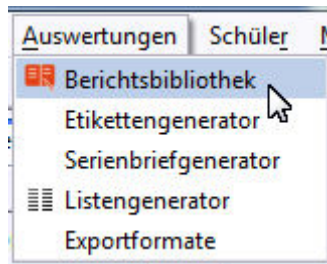 Auswertungen Schüler
Berichtsbibliothek
Etikettengenerator
Serienbriefgenerator
Listengenerator
Exportformate